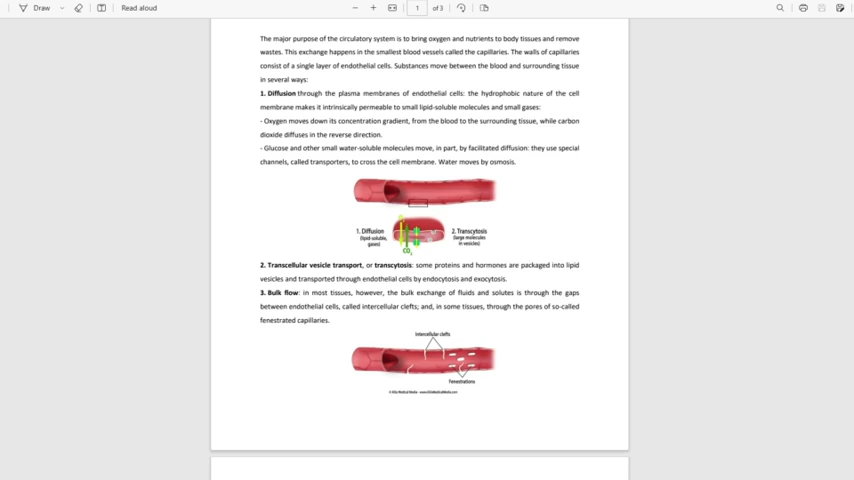 Draw
Read aloud
1 of 3
The major purpose of the circulatory system is to bring oxygen and nutrients to body tissues and remove
wastes. This exchange happens in the smallest blood vessels called the capillaries. The walls of capillaries
consist of a single layer of endothelial cells. Substances move between the blood and surrounding tissue
in several ways:
1. Diffusion through the plasma membranes of endothelial cells: the hydrophobic nature of the cell
membrane makes it intrinsically permeable to small lipid-soluble molecules and small gases:
- Oxygen moves down its concentration gradient, from the blood to the surrounding tissue, while carbon
dioxide diffuses in the reverse direction.
- Glucose and other small water-soluble molecules move, in part, by facilitated diffusion: they use special
channels, called transporters, to cross the cell membrane. Water moves by osmosis.
1. Diffusion
(lipid-soluble,
gases)
CO2
2. Transcytosis
(large molecules
in vesicles)
2. Transcellular vesicle transport, or transcytosis: some proteins and hormones are packaged into lipid
vesicles and transported through endothelial cells by endocytosis and exocytosis.
3. Bulk flow: in most tissues, however, the bulk exchange of fluids and solutes is through the gaps
between endothelial cells, called intercellular clefts; and, in some tissues, through the pores of so-called
fenestrated capillaries.
Intercellular clefts
Fenestrations
© Alila Medical Media - www.AlilaMedicalMedia.com